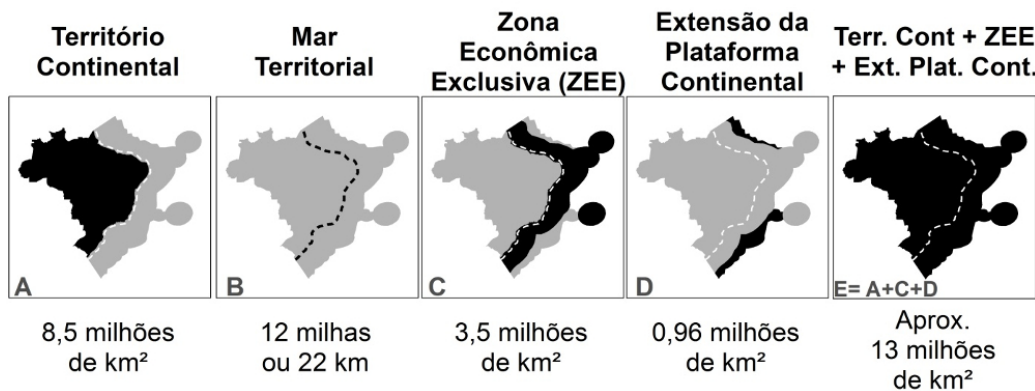 Território
Continental
Mar
Territorial
Zona
Econômica
Exclusiva (ZEE)
Extensão da
Plataforma
Continental
Terr. Cont + ZEE
+ Ext. Plat. Cont.
A
B
C
D
E= A+C+D
8,5 milhões
de km²
12 milhas
ou 22 km
3,5 milhões
de km²
0,96 milhões
de km²
Aprox.
13 milhões
de km²